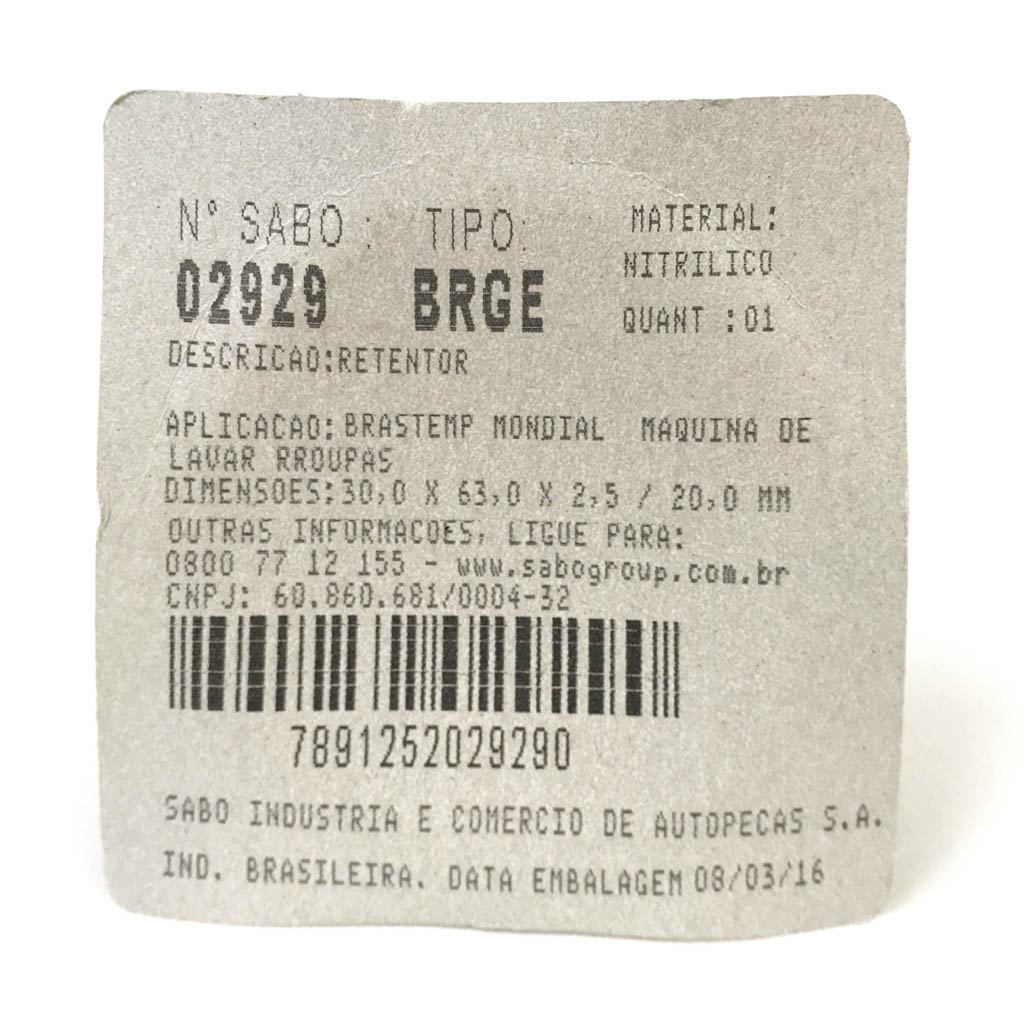 N° SABO : TIPO: MATERIAL:
02929 BRGE NITRILICO
QUANT :01
DESCRICAO:RETENTOR
APLICACAO: BRASTEMP MONDIAL MAQUINA DE
LAVAR RROUPAS
DIMENSOES:30,0 X 63,0 X 2,5 / 20,0 MM
OUTRAS INFORMACOES, LIGUE PARA:
0800 77 12 155 - www.sabogroup.com.br
CNPJ: 60.860.681/0004-32
7891252029290
SABO INDUSTRIA E COMERCIO DE AUTOPECAS S.A.
IND. BRASILEIRA. DATA EMBALAGEM 08/03/16